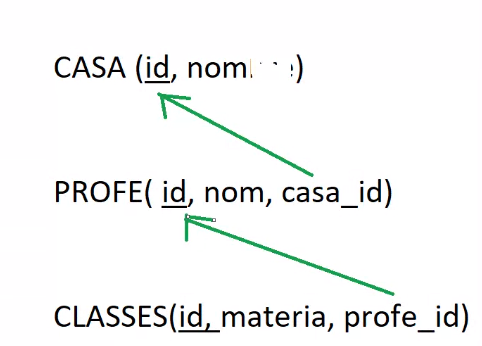 CASA (id, nom
PROFE( id, nom, casa_id)
CLASSES(id, materia, profe_id)